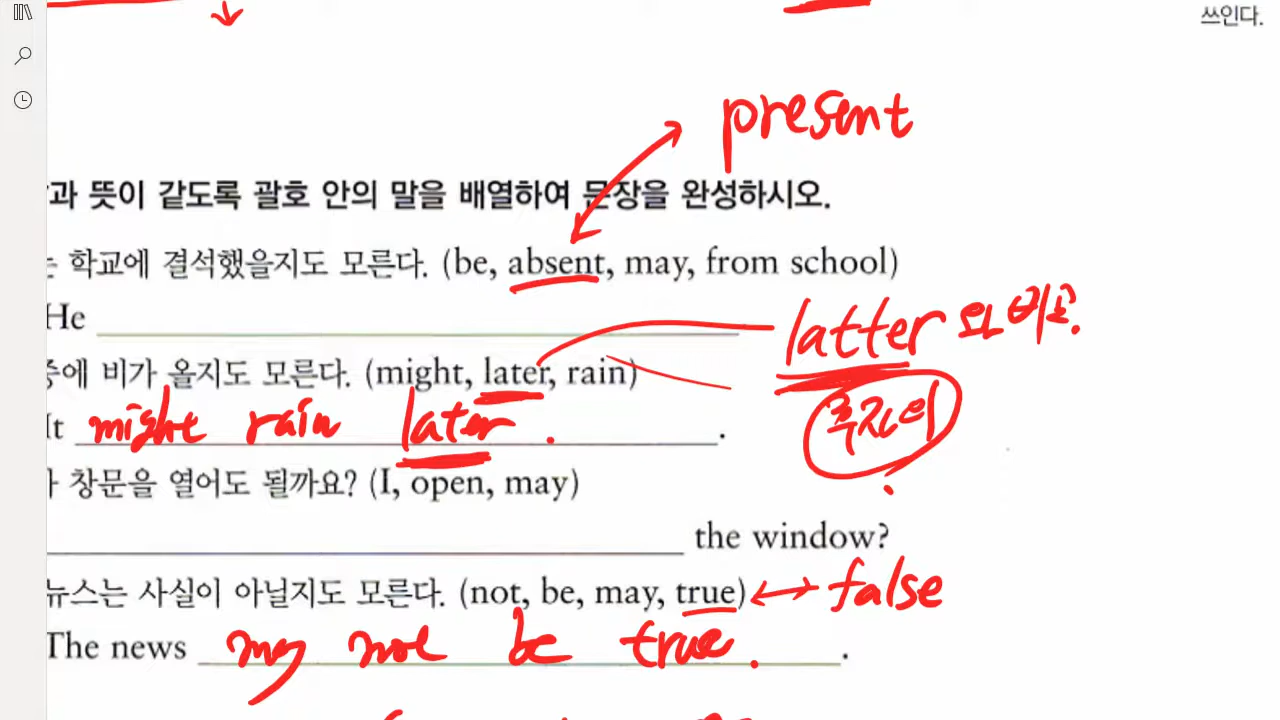 쓰인다.
present
과 뜻이 같도록 괄호 안의 말을 배열하여 문장을 완성하시오.
학교에 결석했을지도 모른다. (be, absent, may, from school)
He
latter 와 비교.
중에 비가 올지도 모른다. (might, later, rain)
후자의
It might rain later. .
창문을 열어도 될까요? (I, open, may)
the window?
뉴스는 사실이 아닐지도 모른다. (not, be, may, true) ↔ false
The news may not be true. .